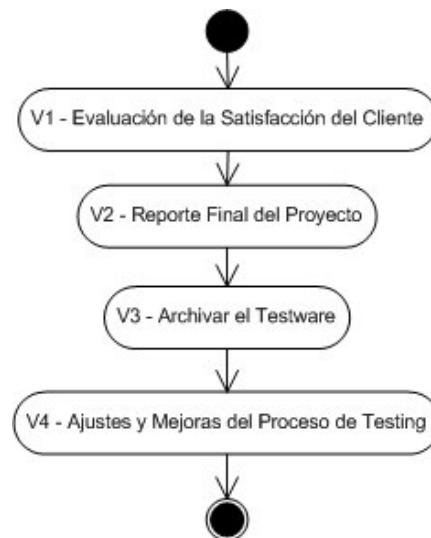 V1 - Evaluación de la Satisfacción del Cliente
V2 - Reporte Final del Proyecto
V3 - Archivar el Testware
V4 - Ajustes y Mejoras del Proceso de Testing